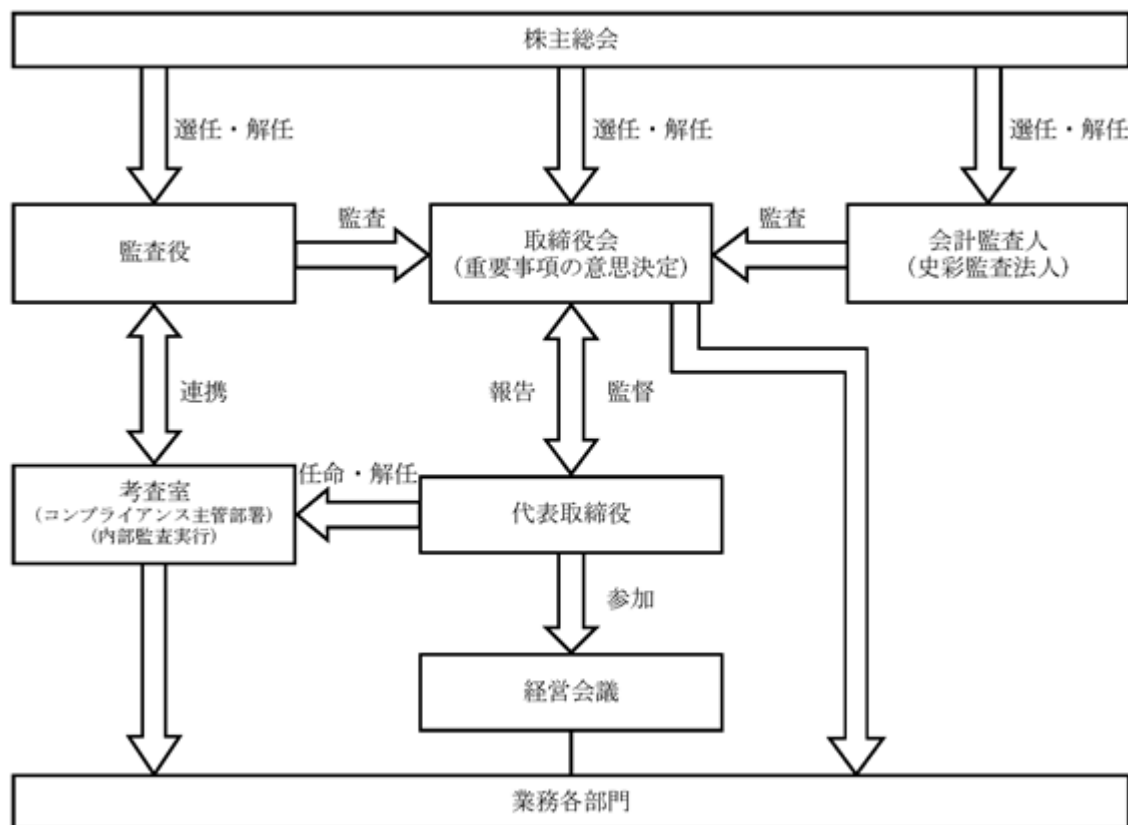 株主総会
選任・解任
選任・解任
選任・解任
監査役
監査
取締役会
(重要事項の意思決定)
監査
会計監査人
(史彩監査法人)
連携
報告
監督
考査室
(コンプライアンス主管部署)
(内部監査実行)
任命・解任
代表取締役
参加
経営会議
業務各部門